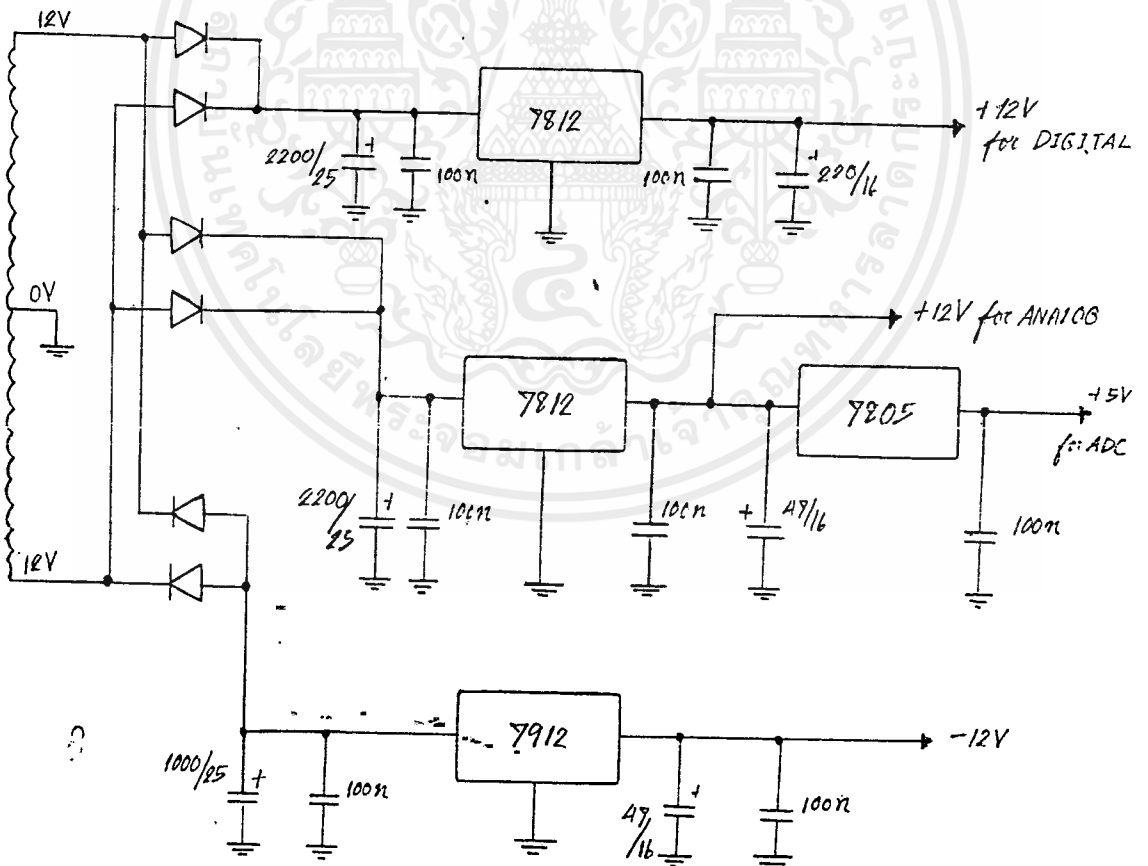 12V
7812
+12V
for DIGITAL
2200/
25
+
100n
100n
+
220/16
0V
+12V for ANALOG
7812
7805
+5V
for ADC
2200/
25
+
100n
100n
+
47/16
100n
12V
1000/25
+
100n
7912
-12V
+
47
/16
100n